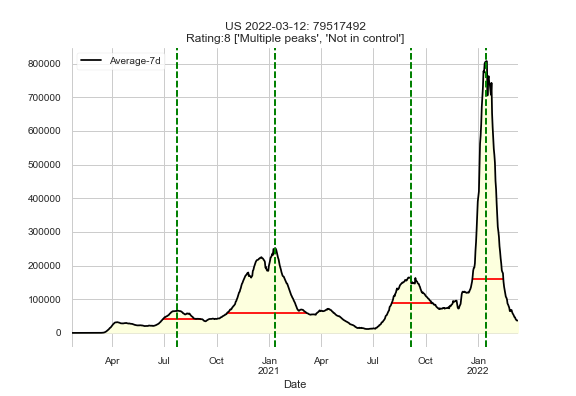 US 2022-03-12: 79517492
Rating:8 ['Multiple peaks', 'Not in control']
Average-7d
800000
700000
600000
500000
400000
300000
200000
100000
0
Apr Jul Oct Jan Apr Jul Oct Jan
2021 2022
Date